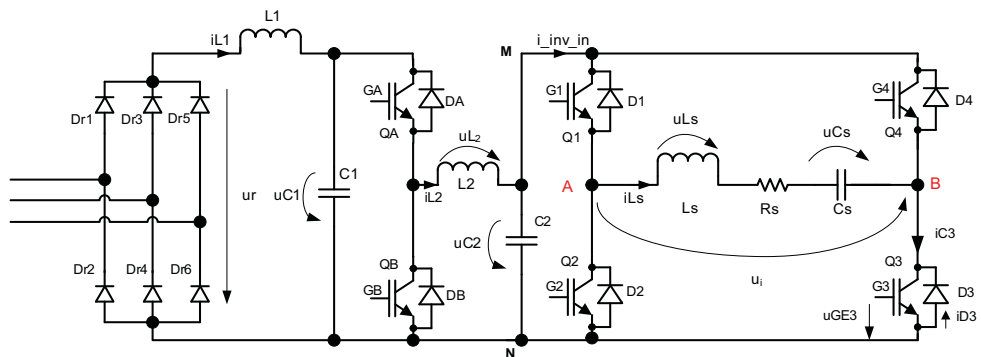 L1
iL1
M
i_inv_in
Dr1
Dr3
Dr5
GA
DA
QA
G1
D1
Q1
G4
D4
Q4
uL2
uLs
uCs
ur
uC1
C1
iL2
L2
A
iLs
Ls
Rs
Cs
B
uC2
C2
iC3
ui
Dr2
Dr4
Dr6
QB
GB
DB
Q2
G2
D2
Q3
G3
D3
uGE3
iD3
N